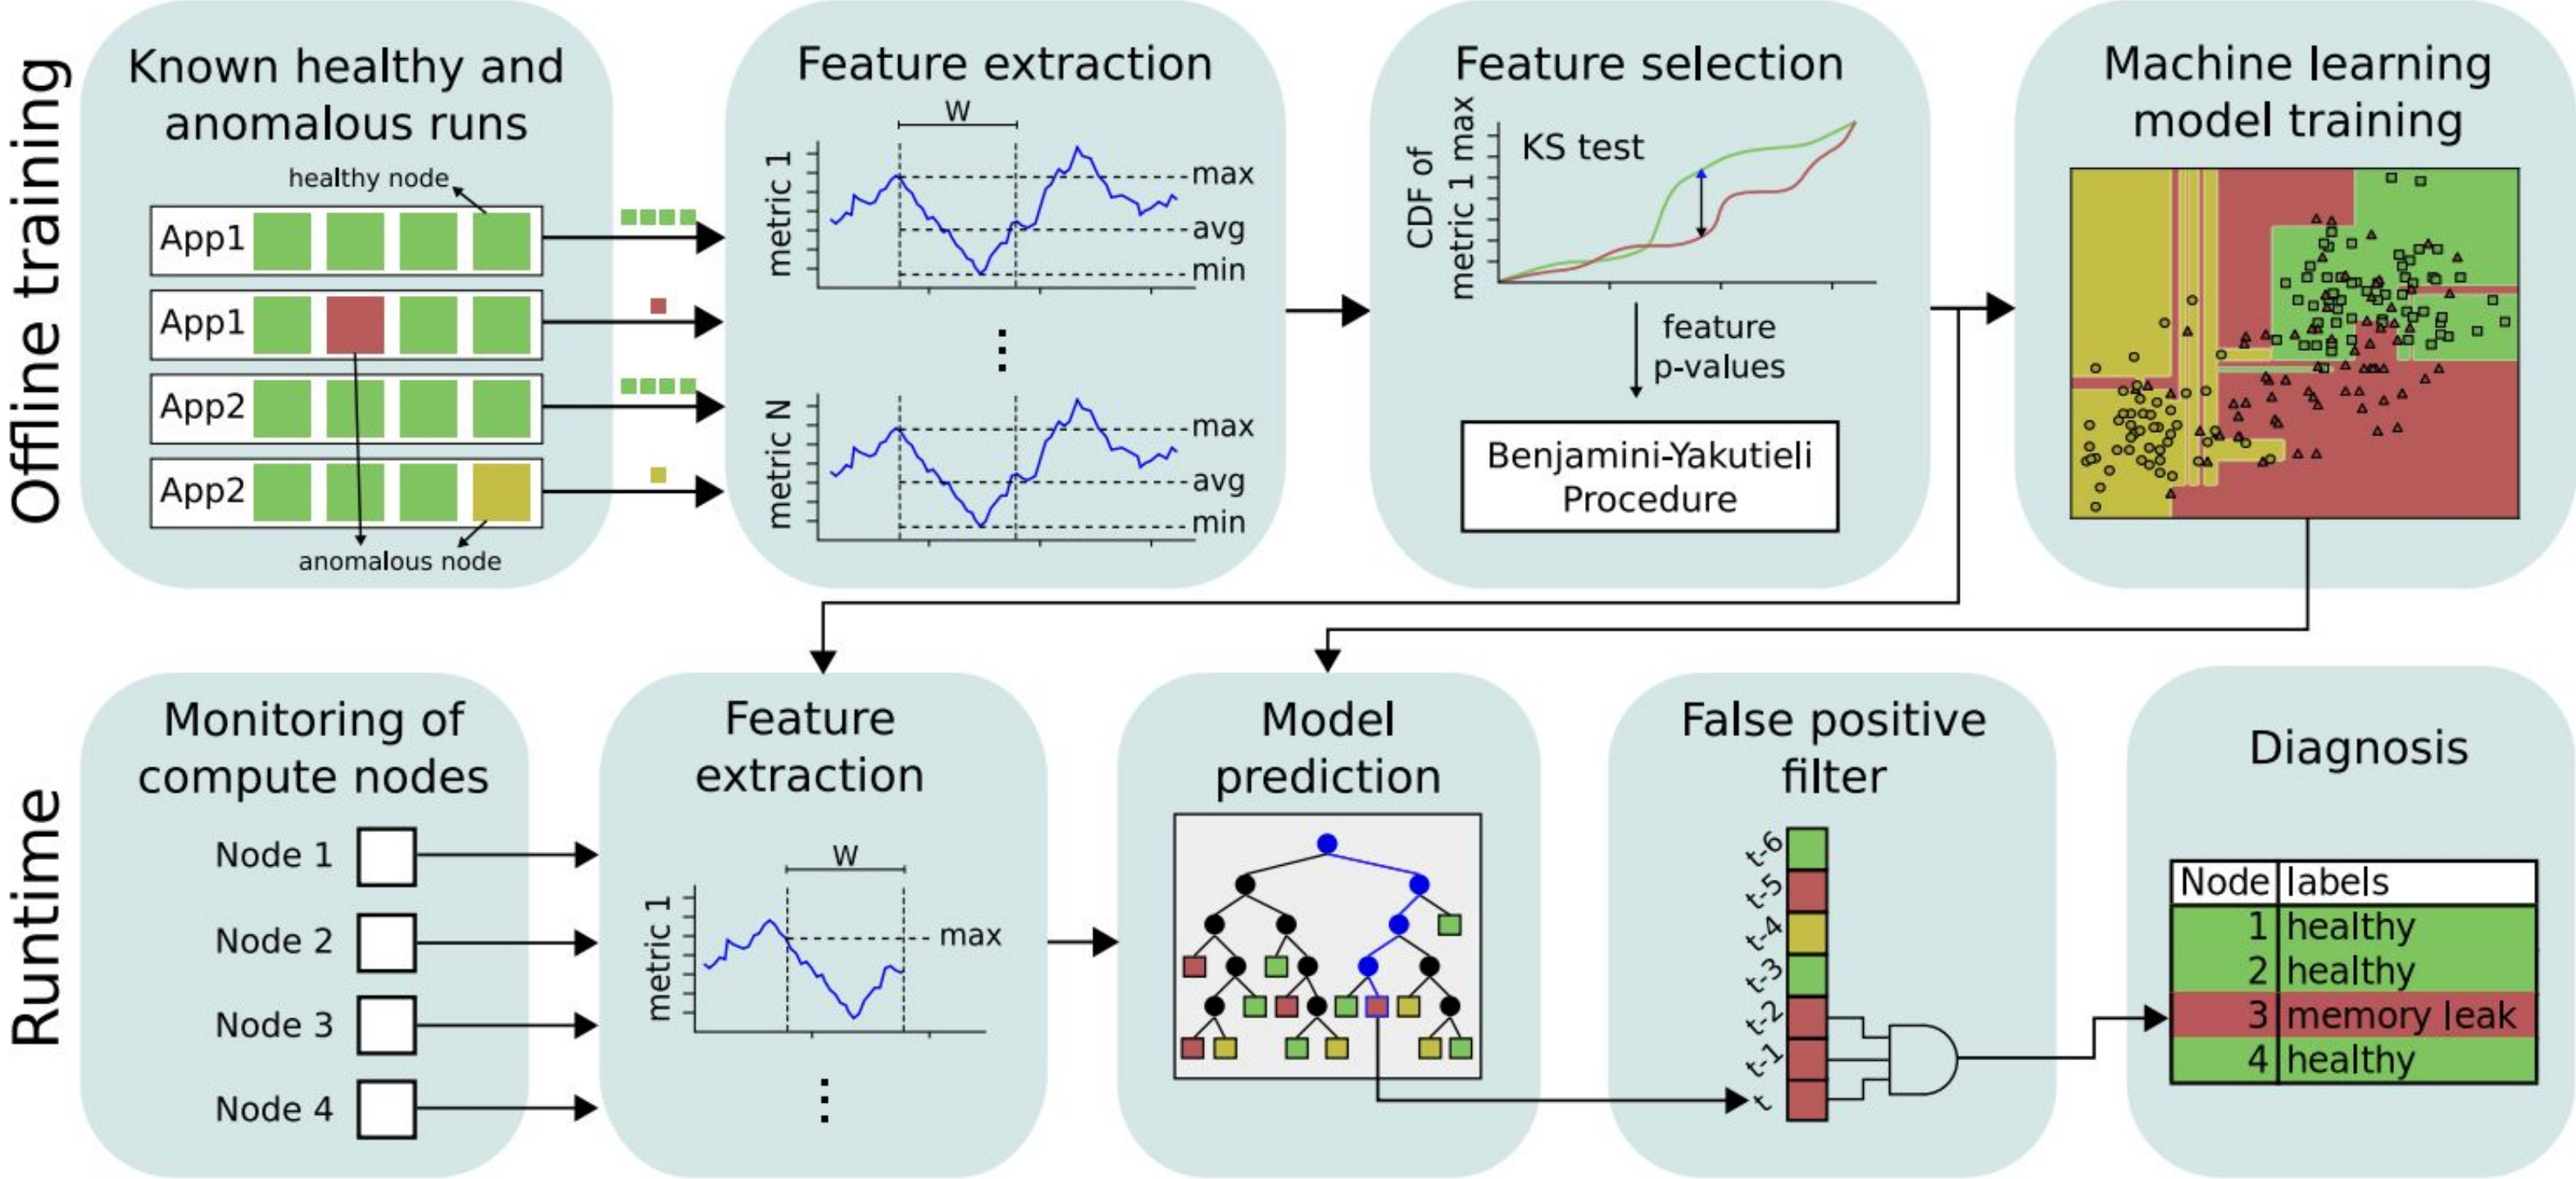 Offline training
Known healthy and
anomalous runs
healthy node
App1
App1
App2
App2
anomalous node
Feature extraction
W
metric 1
max
avg
min
metric N
max
avg
min
Feature selection
CDF of
metric 1 max
KS test
feature
p-values
Benjamini-Yakutieli
Procedure
Machine learning
model training
Runtime
Monitoring of
compute nodes
Node 1
Node 2
Node 3
Node 4
Feature
extraction
W
metric 1
max
Model
prediction
False positive
filter
t-6
t-5
t-4
t-3
t-2
t-1
t
Diagnosis
Node labels
1 healthy
2 healthy
3 memory leak
4 healthy